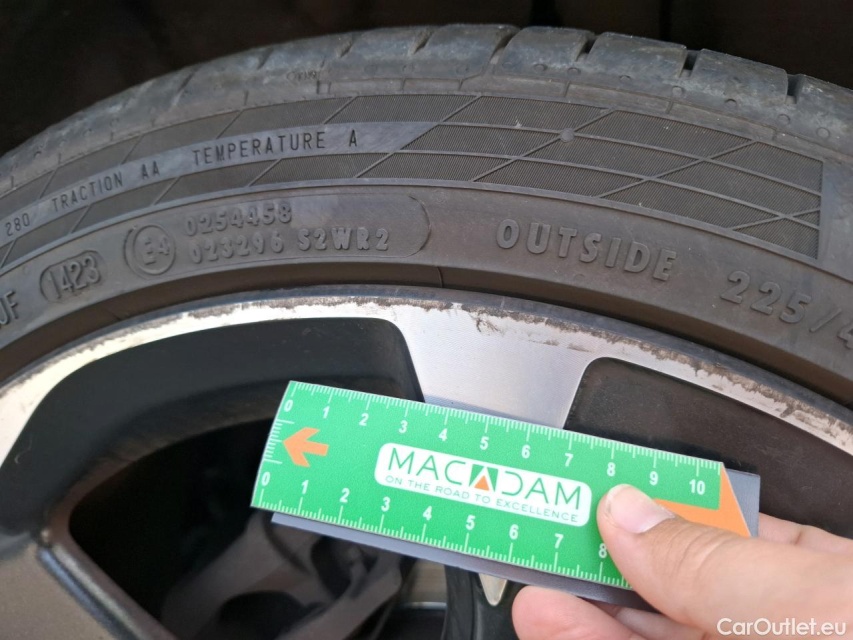 280 TRACTION AA TEMPERATURE A
1423
E4
0254458
023296 S2WR2
OUTSIDE
225/4
0 1 2 3 4 5 6 7 8 9 10
MACADAM
ON THE ROAD TO EXCELLENCE
0 1 2 3 4 5 6 7 8
CarOutlet.eu